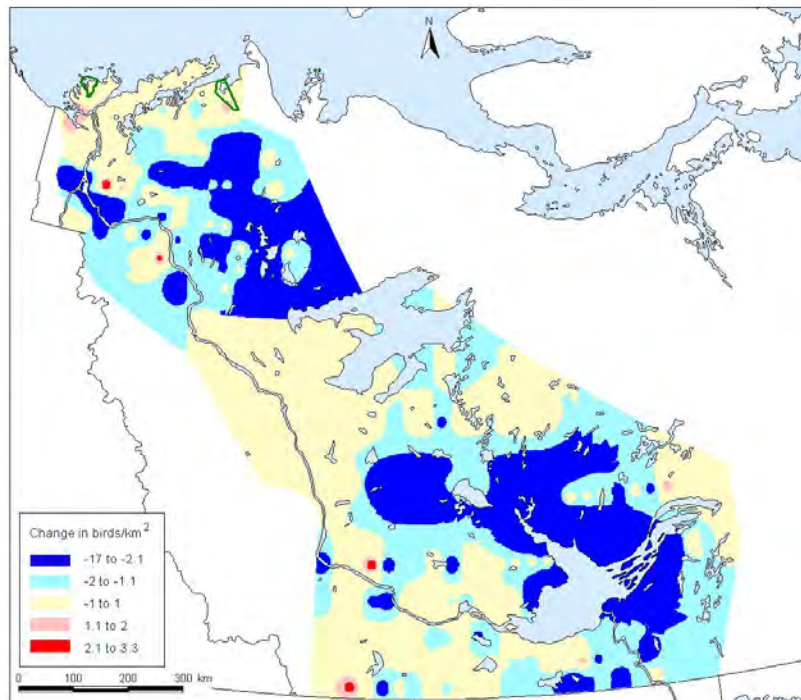 N
Change in birds/km²
-17 to -2.1
-2 to -1.1
-1 to 1
1.1 to 2
2.1 to 3.3
100 0 100 200 300 km